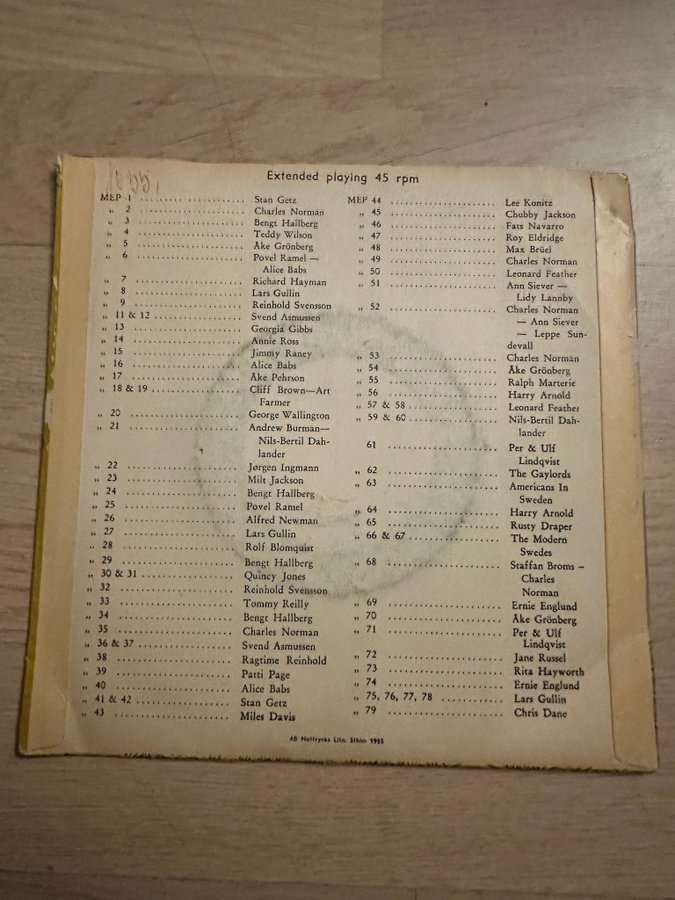 Extended playing 45 rpm
MEP 1 ........................ Stan Getz
„ 2 ........................ Charles Norman
„ 3 ........................ Bengt Hallberg
„ 4 ........................ Teddy Wilson
„ 5 ........................ Åke Grönberg
„ 6 ........................ Povel Ramel —
Alice Babs
„ 7 ........................ Richard Hayman
„ 8 ........................ Lars Gullin
„ 9 ........................ Reinhold Svensson
„ 11 & 12 .................... Svend Asmussen
„ 13 ........................ Georgia Gibbs
„ 14 ........................ Annie Ross
„ 15 ........................ Jimmy Raney
„ 16 ........................ Alice Babs
„ 17 ........................ Åke Pehrson
„ 18 & 19 .................... Cliff Brown—Art
Farmer
„ 20 ........................ George Wallington
„ 21 ........................ Andrew Burman—
Nils-Bertil Dah-
lander
„ 22 ........................ Jørgen Ingmann
„ 23 ........................ Milt Jackson
„ 24 ........................ Bengt Hallberg
„ 25 ........................ Povel Ramel
„ 26 ........................ Alfred Newman
„ 27 ........................ Lars Gullin
„ 28 ........................ Rolf Blomquist
„ 29 ........................ Bengt Hallberg
„ 30 & 31 .................... Quincy Jones
„ 32 ........................ Reinhold Svensson
„ 33 ........................ Tommy Reilly
„ 34 ........................ Bengt Hallberg
„ 35 ........................ Charles Norman
„ 36 & 37 .................... Svend Asmussen
„ 38 ........................ Ragtime Reinhold
„ 39 ........................ Patti Page
„ 40 ........................ Alice Babs
„ 41 & 42 .................... Stan Getz
„ 43 ........................ Miles Davis
MEP 44 ........................ Lee Konitz
„ 45 ........................ Chubby Jackson
„ 46 ........................ Fats Navarro
„ 47 ........................ Roy Eldridge
„ 48 ........................ Max Brüel
„ 49 ........................ Charles Norman
„ 50 ........................ Leonard Feather
„ 51 ........................ Ann Siever —
Lidy Lannby
„ 52 ........................ Charles Norman
— Ann Siever
— Leppe Sun-
devall
„ 53 ........................ Charles Norman
„ 54 ........................ Åke Grönberg
„ 55 ........................ Ralph Marterie
„ 56 ........................ Harry Arnold
„ 57 & 58 .................... Leonard Feather
„ 59 & 60 .................... Nils-Bertil Dah-
lander
61 ........................ Per & Ulf
Lindqvist
„ 62 ........................ The Gaylords
„ 63 ........................ Americans In
Sweden
„ 64 ........................ Harry Arnold
„ 65 ........................ Rusty Draper
„ 66 & 67 .................... The Modern
Swedes
„ 68 ........................ Staffan Broms –
Charles
Norman
„ 69 ........................ Ernie Englund
„ 70 ........................ Åke Grönberg
„ 71 ........................ Per & Ulf
Lindqvist
„ 72 ........................ Jane Russel
„ 73 ........................ Rita Hayworth
„ 74 ........................ Ernie Englund
„ 75, 76, 77, 78 ............ Lars Gullin
„ 79 ........................ Chris Dane
AB Nottrycks Lito. Sthlm 1955